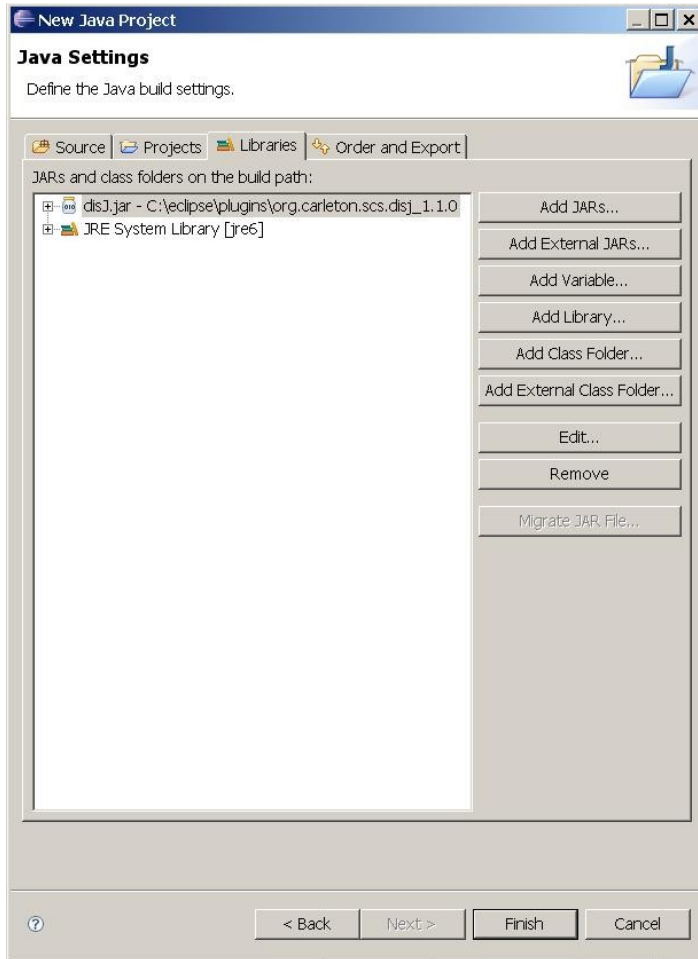 New Java Project
Java Settings
Define the Java build settings.
Source Projects Libraries Order and Export
JARs and class folders on the build path:
disJ.jar - C:\eclipse\plugins\org.carleton.scs.disj_1.1.0
JRE System Library [jre6]
Add JARs...
Add External JARs...
Add Variable...
Add Library...
Add Class Folder...
Add External Class Folder...
Edit...
Remove
Migrate JAR File...
? < Back Next > Finish Cancel